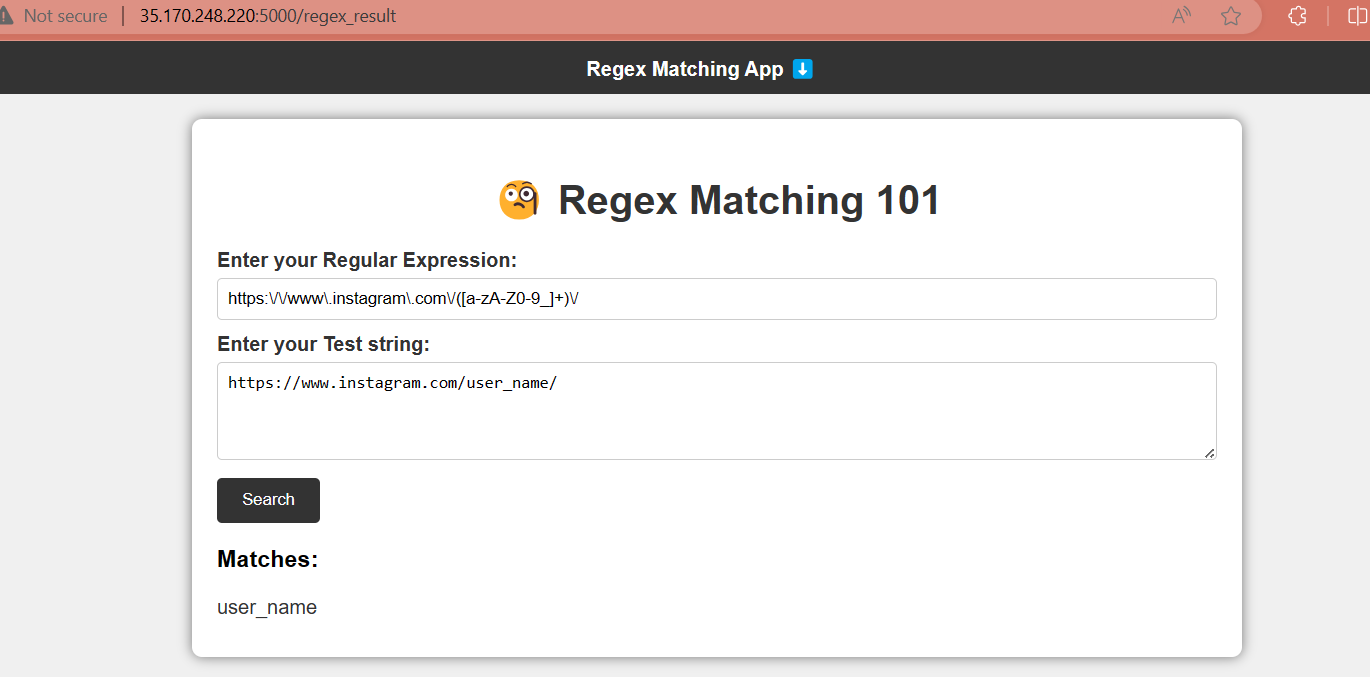 Not secure | 35.170.248.220:5000/regex_result
Regex Matching App ⬇️
🧐 Regex Matching 101
Enter your Regular Expression:
https:\/\/www\.instagram\.com\/([a-zA-Z0-9_]+)\/
Enter your Test string:
https://www.instagram.com/user_name/
Search
Matches:
user_name